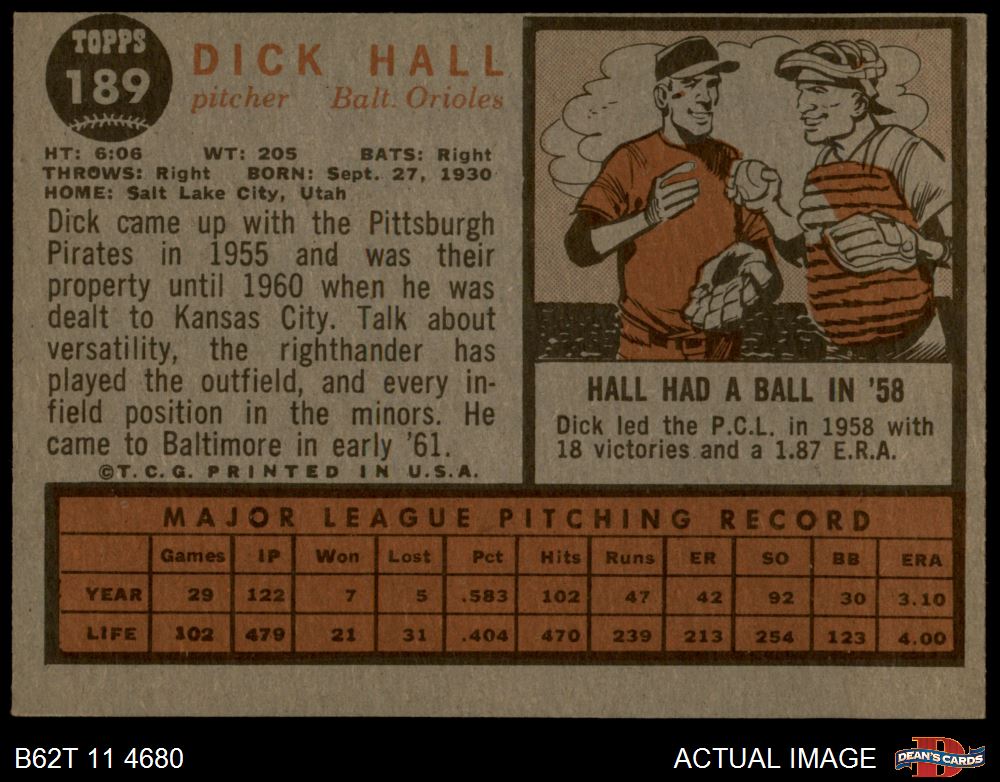 TOPPS
189
DICK HALL
pitcher Balt. Orioles
HT: 6:06 WT: 205 BATS: Right
THROWS: Right BORN: Sept. 27, 1930
HOME: Salt Lake City, Utah
Dick came up with the Pittsburgh
Pirates in 1955 and was their
property until 1960 when he was
dealt to Kansas City. Talk about
versatility, the righthander has
played the outfield, and every in-
field position in the minors. He
came to Baltimore in early '61.
©T.C.G. PRINTED IN U.S.A.
HALL HAD A BALL IN '58
Dick led the P.C.L. in 1958 with
18 victories and a 1.87 E.R.A.
MAJOR LEAGUE PITCHING RECORD
Games IP Won Lost Pct Hits Runs ER SO BB ERA
YEAR 29 122 7 5 .583 102 47 42 92 30 3.10
LIFE 102 479 21 31 .404 470 239 213 254 123 4.00
B62T 11 4680
ACTUAL IMAGE
D
DEAN'S CARDS